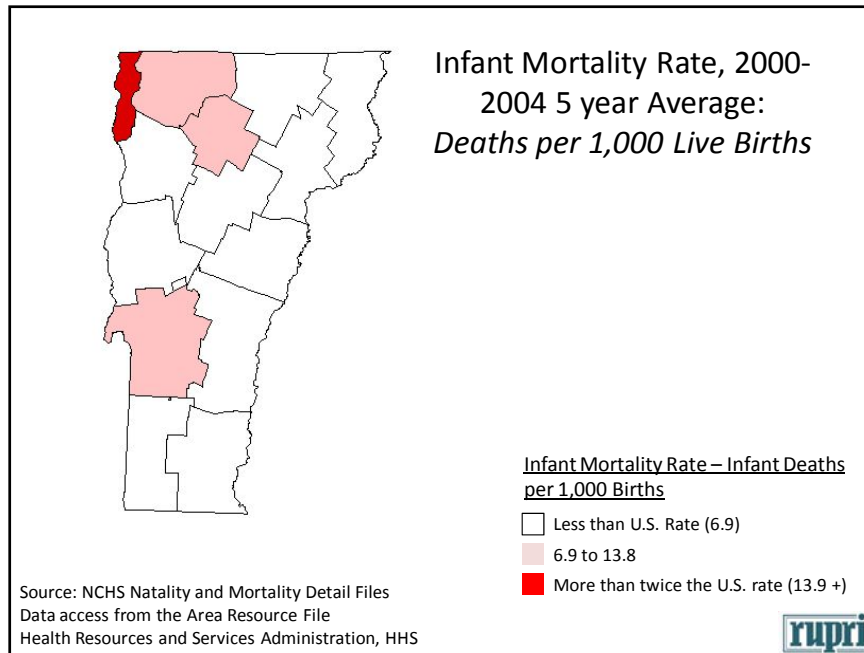 Infant Mortality Rate, 2000-
2004 5 year Average:
Deaths per 1,000 Live Births
Infant Mortality Rate – Infant Deaths
per 1,000 Births
Less than U.S. Rate (6.9)
6.9 to 13.8
More than twice the U.S. rate (13.9 +)
Source: NCHS Natality and Mortality Detail Files
Data access from the Area Resource File
Health Resources and Services Administration, HHS
rupri